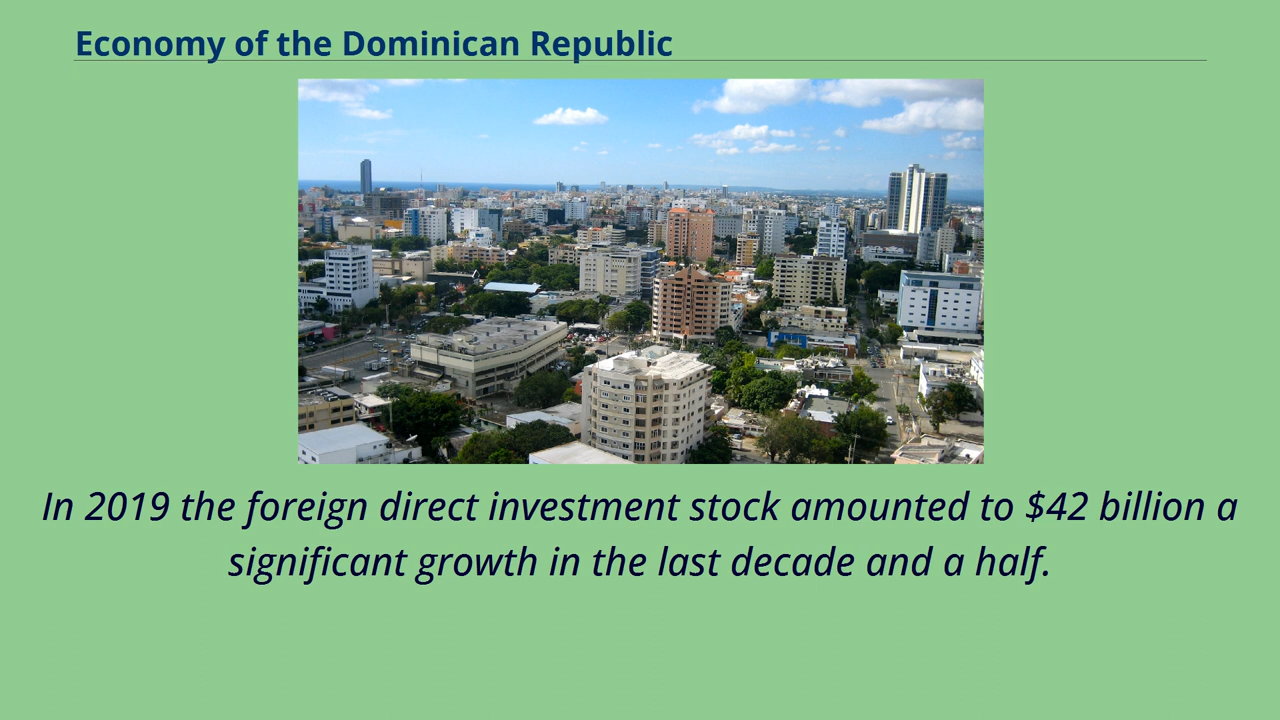 Economy of the Dominican Republic
In 2019 the foreign direct investment stock amounted to $42 billion a
significant growth in the last decade and a half.